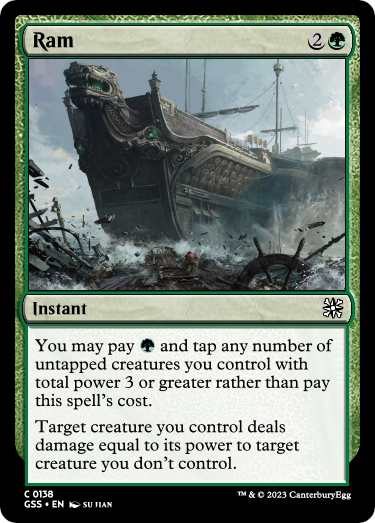 Ram 2
Instant
You may pay and tap any number of
untapped creatures you control with
total power 3 or greater rather than pay
this spell's cost.
Target creature you control deals
damage equal to its power to target
creature you don't control.
C 0138
GSS • EN SU JIAN
™ & © 2023 CanterburyEgg